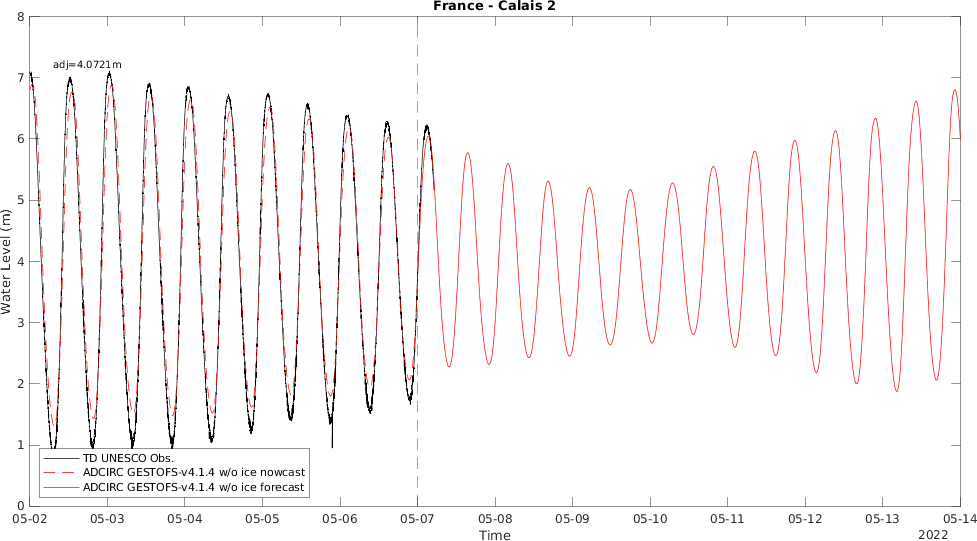 France - Calais 2
8
7
6
5
4
3
2
1
0
Water Level (m)
adj=4.0721m
TD UNESCO Obs.
ADCIRC GESTOFS-v4.1.4 w/o ice nowcast
ADCIRC GESTOFS-v4.1.4 w/o ice forecast
05-02 05-03 05-04 05-05 05-06 05-07 05-08 05-09 05-10 05-11 05-12 05-13 05-14
Time
2022